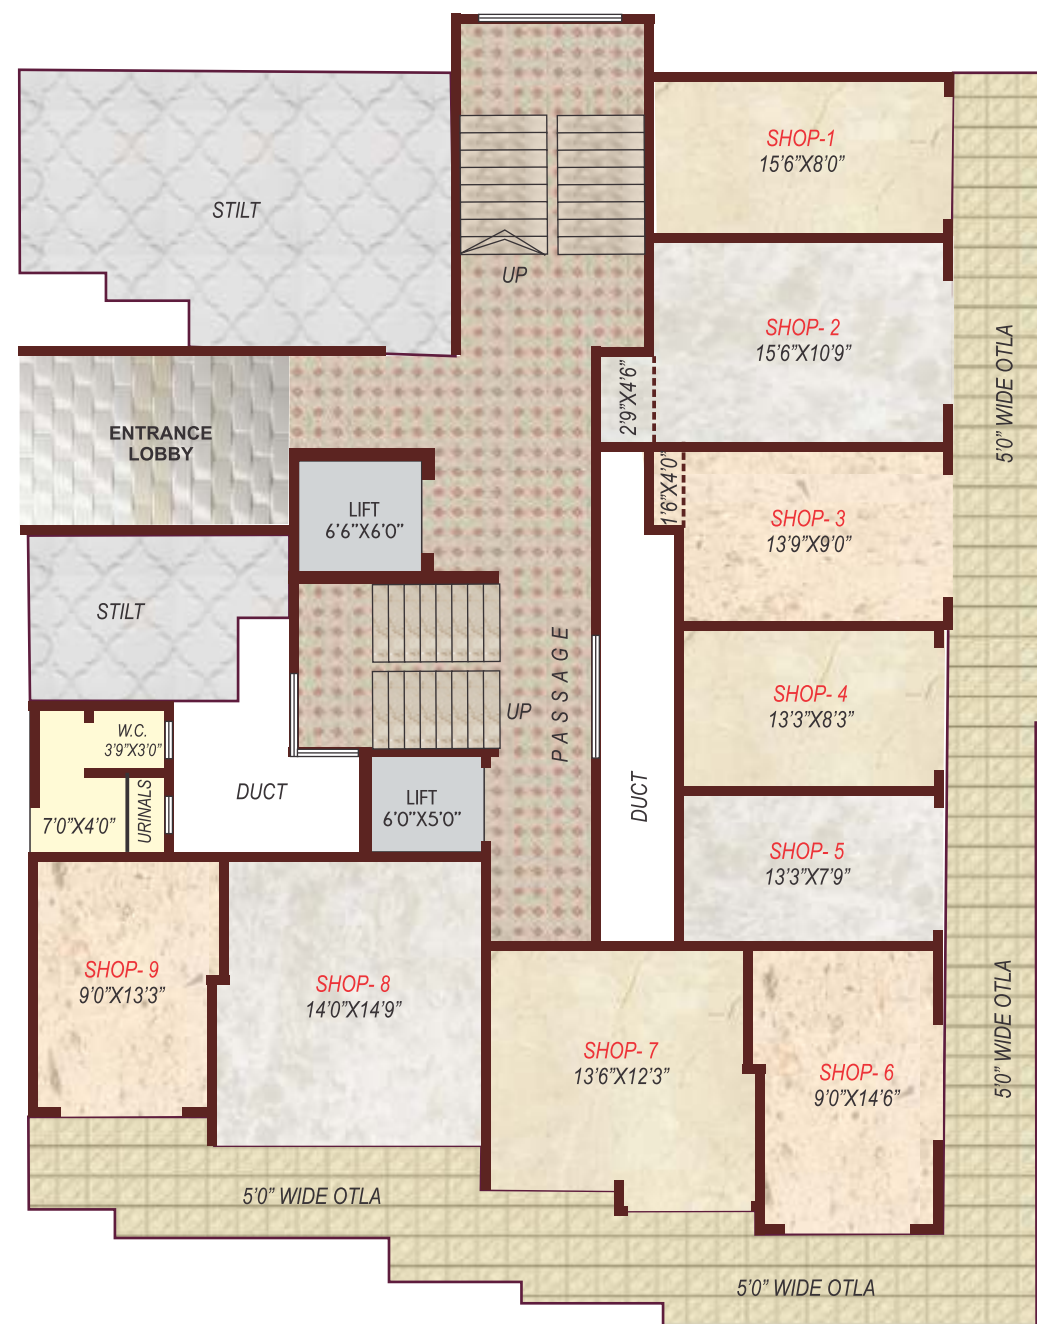 SHOP-1
15'6"X8'0"
STILT
UP
SHOP- 2
15'6"X10'9"
5'0" WIDE OTLA
2'9"X4'6"
ENTRANCE
LOBBY
1'6"X4'0"
LIFT
6'6"X6'0"
SHOP- 3
13'9"X9'0"
STILT
PASSAGE
UP
SHOP- 4
13'3"X8'3"
W.C.
3'9"X3'0"
DUCT
DUCT
LIFT
6'0"X5'0"
URINALS
7'0"X4'0"
SHOP- 5
13'3"X7'9"
SHOP- 9
9'0"X13'3"
SHOP- 8
14'0"X14'9"
5'0" WIDE OTLA
SHOP- 7
13'6"X12'3"
SHOP- 6
9'0"X14'6"
5'0" WIDE OTLA
5'0" WIDE OTLA